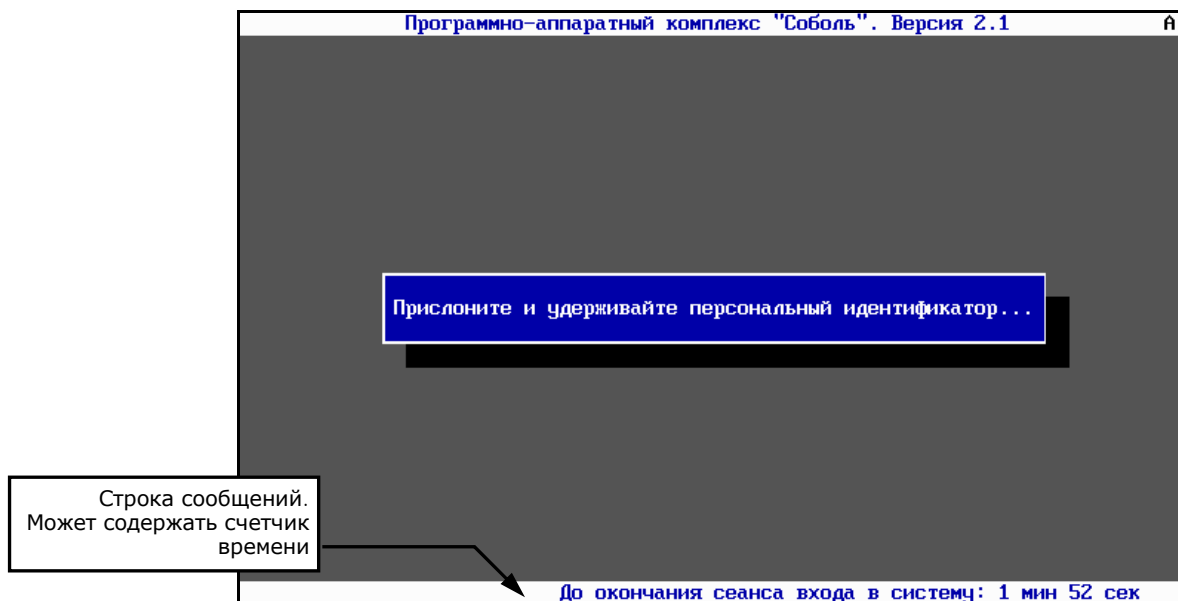 Программно-аппаратный комплекс "Соболь". Версия 2.1 А
Прислоните и удерживайте персональный идентификатор...
Строка сообщений.
Может содержать счетчик
времени
До окончания сеанса входа в систему: 1 мин 52 сек